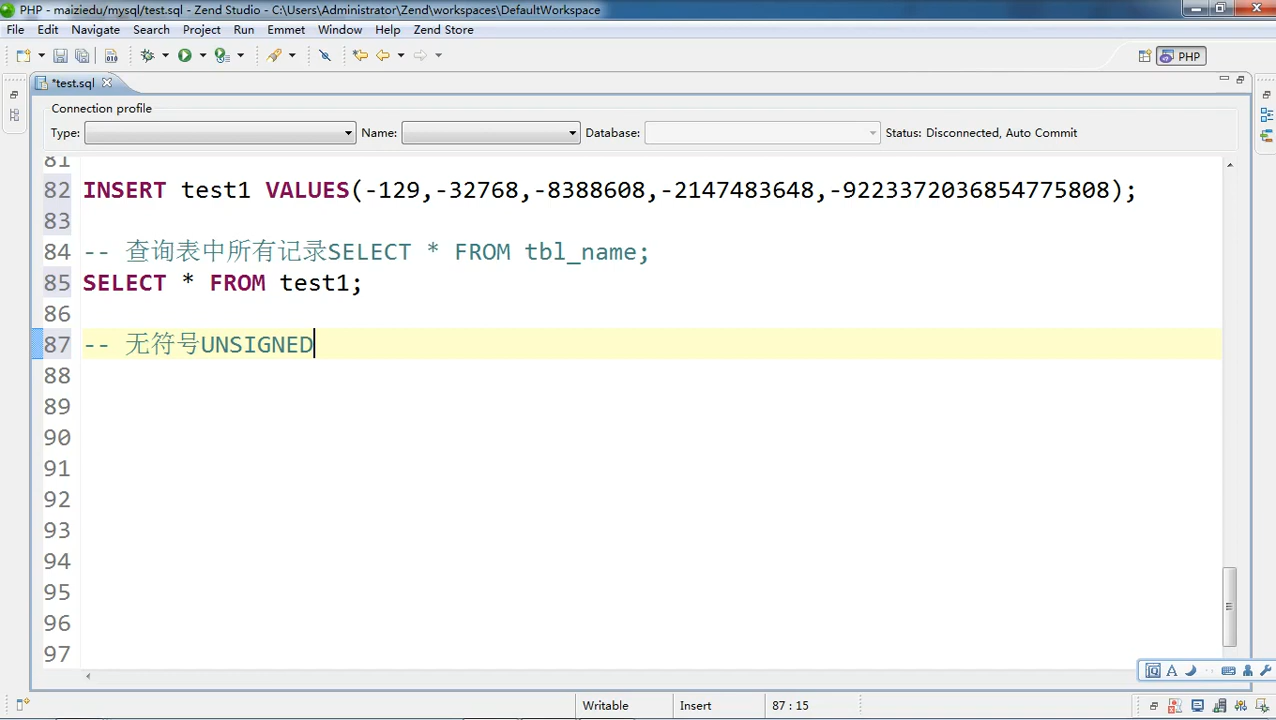 PHP - maiziedu/mysql/test.sql - Zend Studio - C:\Users\Administrator\Zend\workspaces\DefaultWorkspace
File Edit Navigate Search Project Run Emmet Window Help Zend Store
PHP
*test.sql
Connection profile
Type: Name: Database: Status: Disconnected, Auto Commit
81
82 INSERT test1 VALUES(-129,-32768,-8388608,-2147483648,-9223372036854775808);
83
84 -- 查询表中所有记录SELECT * FROM tbl_name;
85 SELECT * FROM test1;
86
87 -- 无符号UNSIGNED
88
89
90
91
92
93
94
95
96
97
Writable Insert 87 : 15